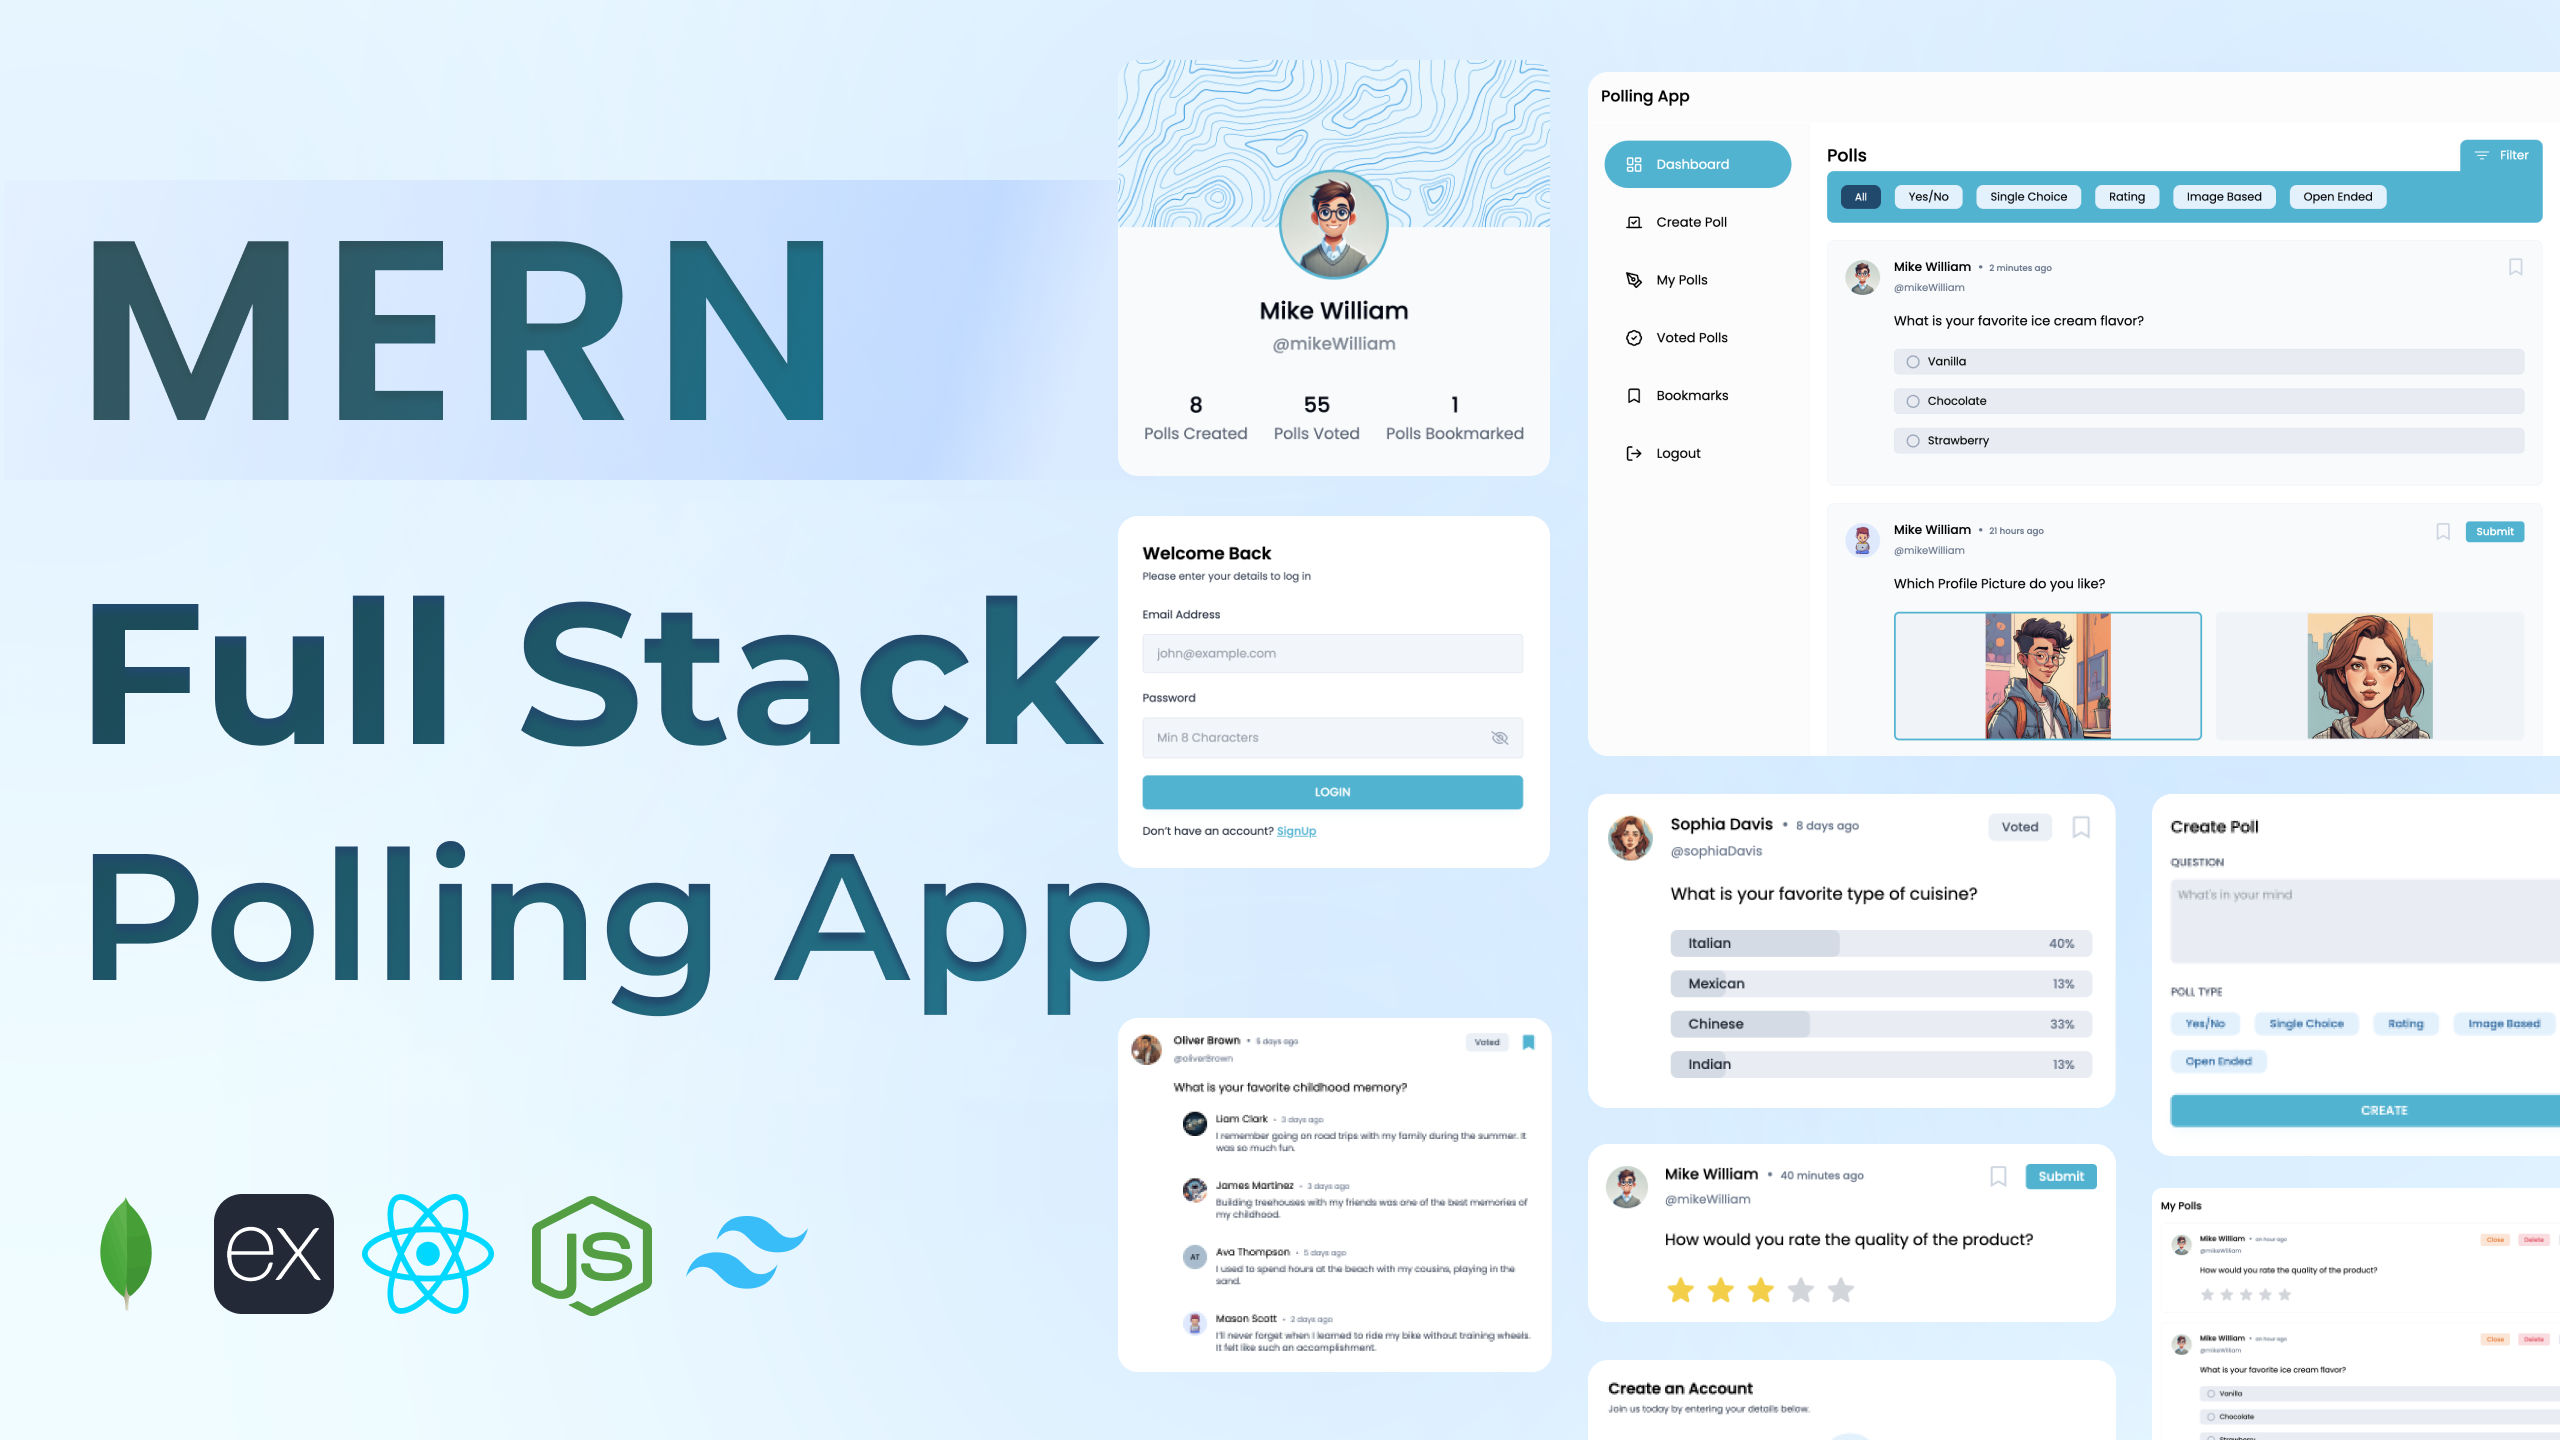 MERN
Full Stack
Polling App
ex
JS
Mike William
@mikeWilliam
8
Polls Created
55
Polls Voted
1
Polls Bookmarked
Welcome Back
Please enter your details to log in
Email Address
john@example.com
Password
Min 8 Characters
LOGIN
Don't have an account? SignUp
Oliver Brown • 5 days ago
Voted
@oliverBrown
What is your favorite childhood memory?
Liam Clark • 3 days ago
I remember going on road trips with my family during the summer. It
was so much fun.
James Martinez • 3 days ago
Building treehouses with my friends was one of the best memories of
my childhood.
AT
Ava Thompson • 5 days ago
I used to spend hours at the beach with my cousins, playing in the
sand.
Mason Scott • 2 days ago
I'll never forget when I learned to ride my bike without training wheels.
It felt like such an accomplishment.
Polling App
Dashboard
Create Poll
My Polls
Voted Polls
Bookmarks
Logout
Polls
Filter
All
Yes/No
Single Choice
Rating
Image Based
Open Ended
Mike William • 2 minutes ago
@mikeWilliam
What is your favorite ice cream flavor?
Vanilla
Chocolate
Strawberry
Mike William • 21 hours ago
Submit
@mikeWilliam
Which Profile Picture do you like?
Sophia Davis • 8 days ago
Voted
@sophiaDavis
What is your favorite type of cuisine?
Italian 40%
Mexican 13%
Chinese 33%
Indian 13%
Mike William • 40 minutes ago
Submit
@mikeWilliam
How would you rate the quality of the product?
Create an Account
Join us today by entering your details below.
Create Poll
QUESTION
What's in your mind
POLL TYPE
Yes/No
Single Choice
Rating
Image Based
Open Ended
CREATE
My Polls
Mike William • an hour ago
Close
Delete
@mikeWilliam
How would you rate the quality of the product?
Mike William • an hour ago
Close
Delete
@mikeWilliam
What is your favorite ice cream flavor?
Vanilla
Chocolate
Strawberry